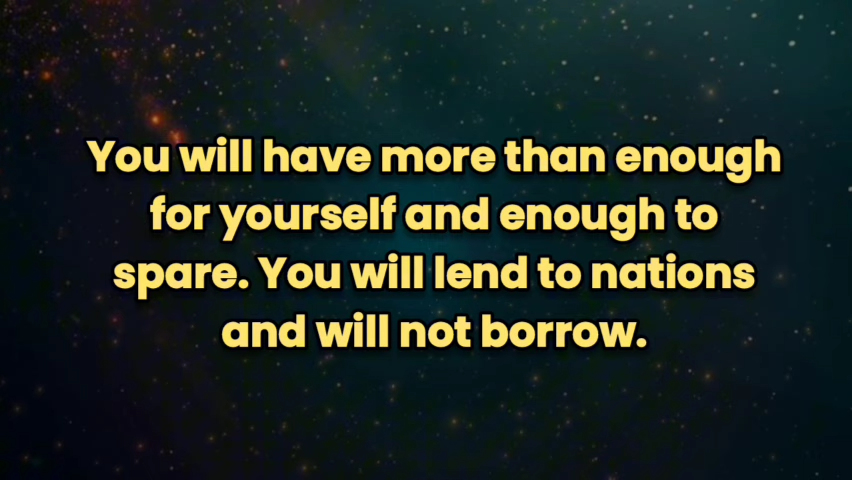 You will have more than enough
for yourself and enough to
spare. You will lend to nations
and will not borrow.